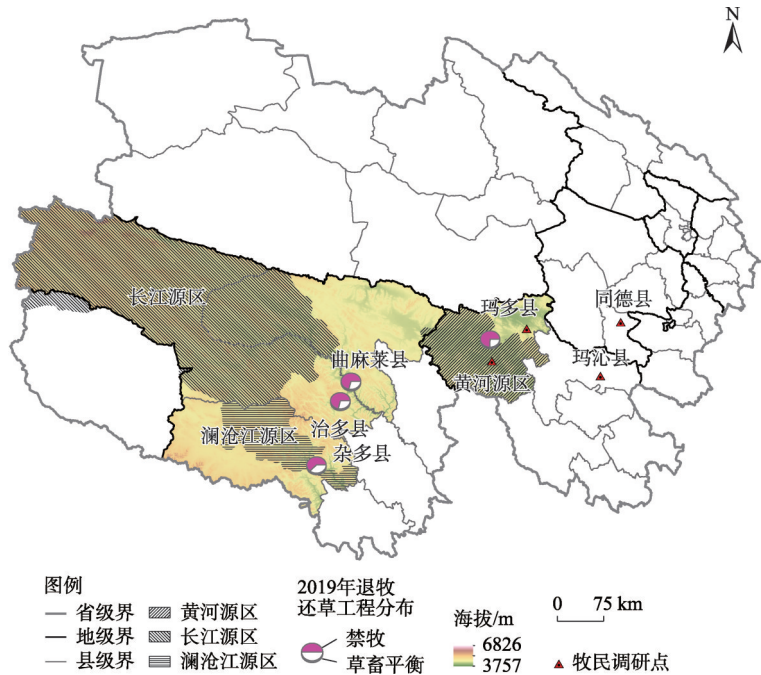 N
长江源区
玛多县
同德县
曲麻莱县
黄河源区
玛沁县
澜沧江源区
治多县
杂多县
图例
省级界
地级界
县级界
黄河源区
长江源区
澜沧江源区
2019年退牧
还草工程分布
禁牧
草畜平衡
海拔/m
6826
3757
0 75 km
牧民调研点